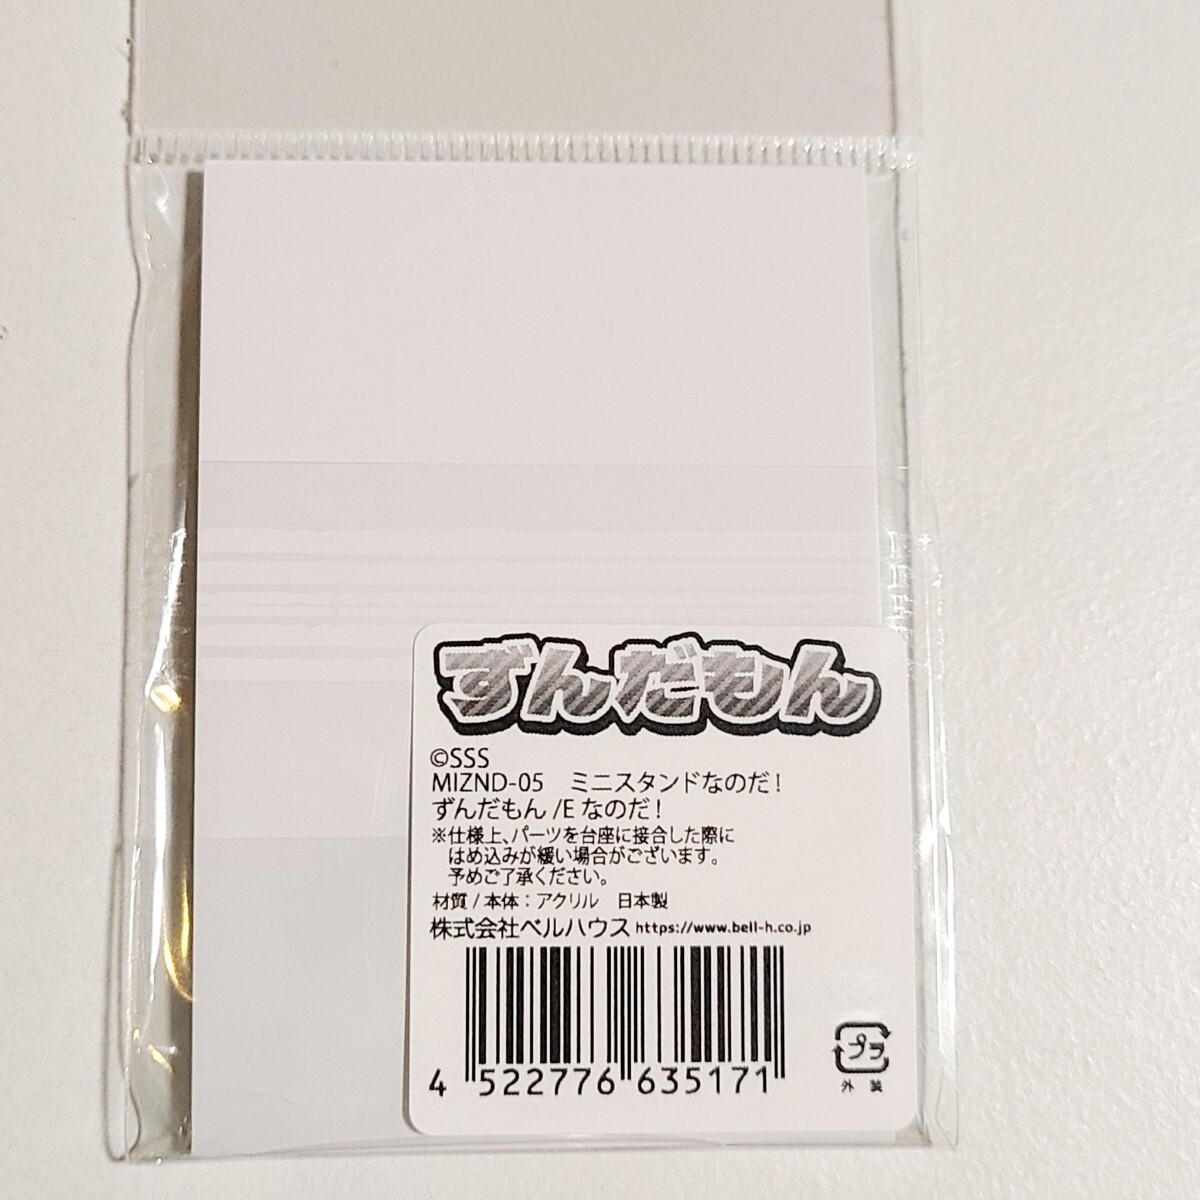 ずんだもん
©SSS
MIZND-05　ミニスタンドなのだ！
ずんだもん /E なのだ！
※仕様上、パーツを台座に接合した際に
はめ込みが緩い場合がございます。
予めご了承ください。
材質 / 本体：アクリル　日本製
株式会社ベルハウス https://www.bell-h.co.jp
4 522776 635171
プラ
外装